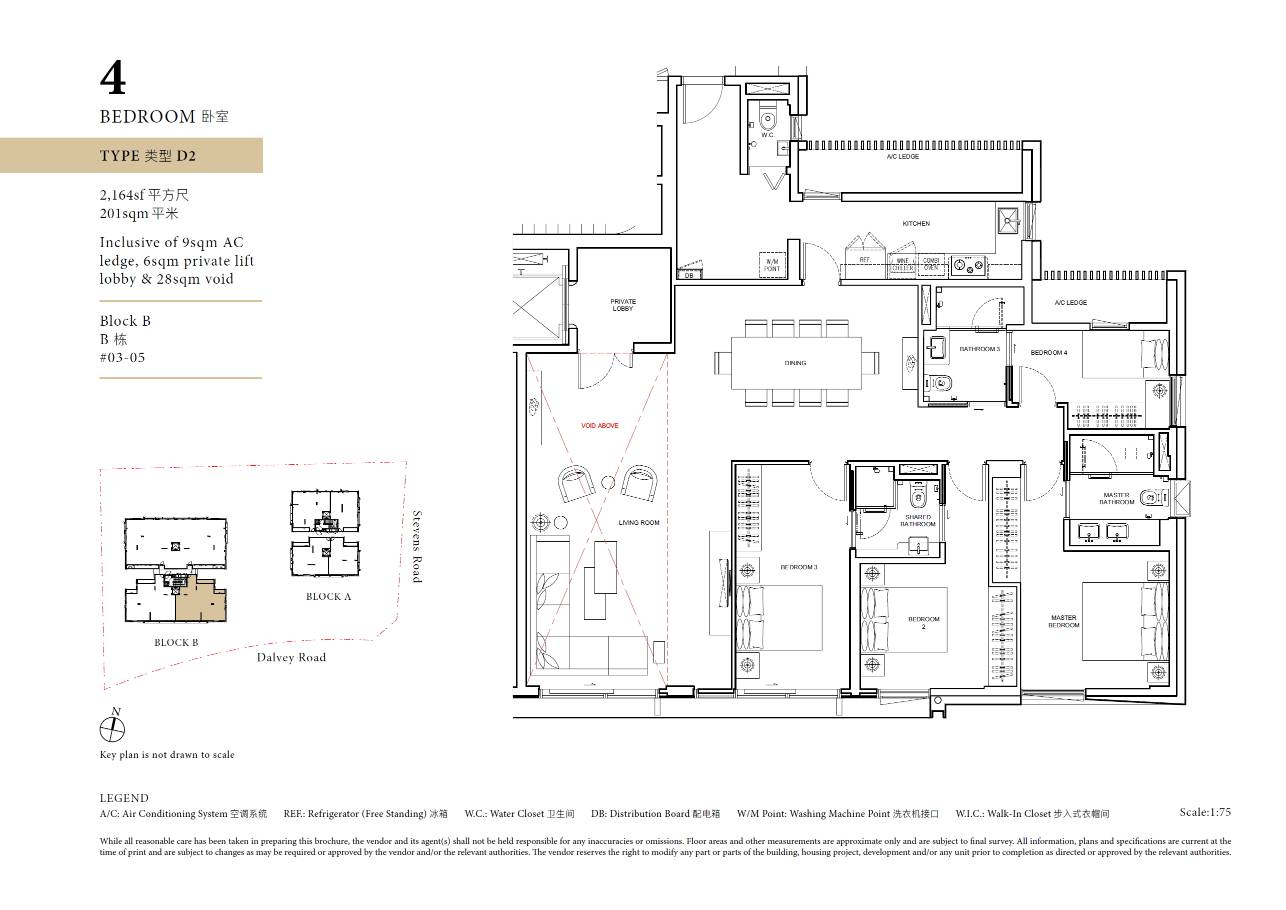 4
BEDROOM 卧室
TYPE 类型 D2
2,164sf 平方尺
201sqm 平米
Inclusive of 9sqm AC
ledge, 6sqm private lift
lobby & 28sqm void
Block B
B 栋
#03-05
W.C.
A/C LEDGE
KITCHEN
REF.
WINE
CHILLER
COMBI
OVEN
W/M
POINT
DB
PRIVATE
LOBBY
A/C LEDGE
DINING
BATHROOM 3
BEDROOM 4
VOID ABOVE
LIVING ROOM
MASTER
BATHROOM
SHARED
BATHROOM
BEDROOM 3
BEDROOM
2
MASTER
BEDROOM
BLOCK A
BLOCK B
Stevens Road
Dalvey Road
N
Key plan is not drawn to scale
LEGEND
A/C: Air Conditioning System 空调系统 REF.: Refrigerator (Free Standing) 冰箱 W.C.: Water Closet 卫生间 DB: Distribution Board 配电箱 W/M Point: Washing Machine Point 洗衣机接口 W.I.C.: Walk-In Closet 步入式衣帽间
Scale:1:75
While all reasonable care has been taken in preparing this brochure, the vendor and its agent(s) shall not be held responsible for any inaccuracies or omissions. Floor areas and other measurements are approximate only and are subject to final survey. All information, plans and specifications are current at the
time of print and are subject to changes as may be required or approved by the vendor and/or the relevant authorities. The vendor reserves the right to modify any part or parts of the building, housing project, development and/or any unit prior to completion as directed or approved by the relevant authorities.